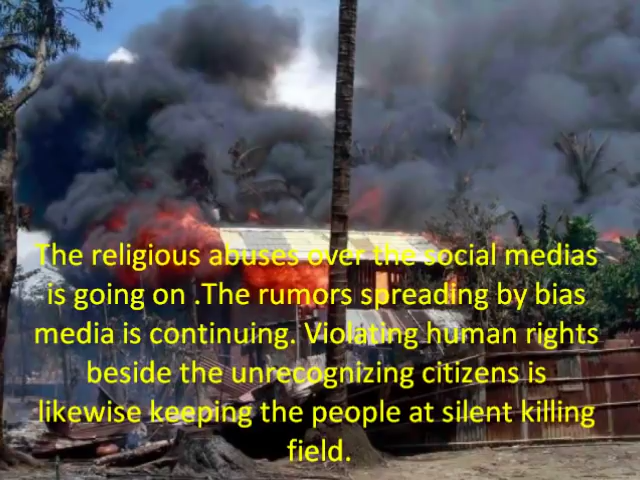 The religious abuses over the social medias
is going on .The rumors spreading by bias
media is continuing. Violating human rights
beside the unrecognizing citizens is
likewise keeping the people at silent killing
field.